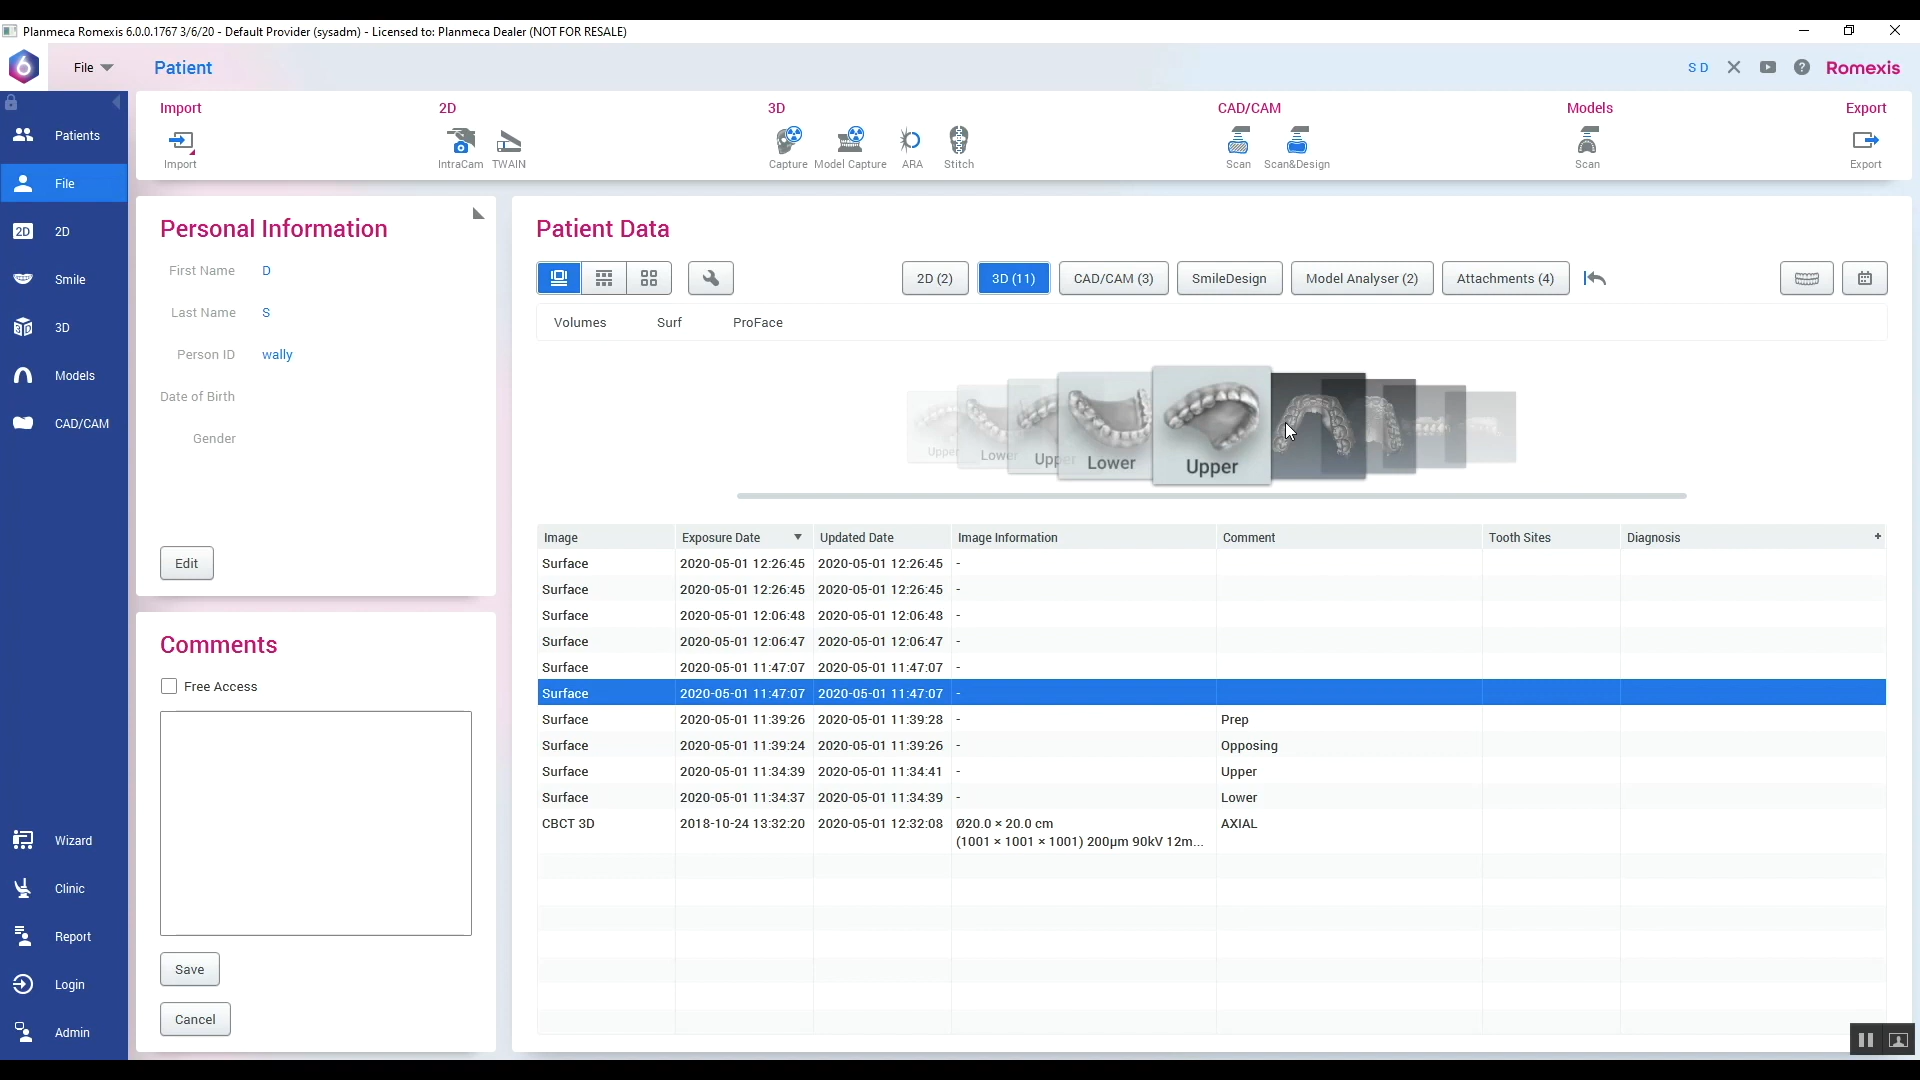 Planmeca Romexis 6.0.0.1767 3/6/20 - Default Provider (sysadm) - Licensed to: Planmeca Dealer (NOT FOR RESALE)
6
File
Patient
S D
Romexis
Import
2D
3D
CAD/CAM
Models
Export
Import
IntraCam
TWAIN
Capture
Model Capture
ARA
Stitch
Scan
Scan&Design
Scan
Export
Patients
File
2D
2D
Smile
3D
3D
Models
CAD/CAM
Wizard
Clinic
Report
Login
Admin
Personal Information
First Name D
Last Name S
Person ID wally
Date of Birth
Gender
Edit
Comments
Free Access
Save
Cancel
Patient Data
2D (2)
3D (11)
CAD/CAM (3)
SmileDesign
Model Analyser (2)
Attachments (4)
Volumes
Surf
ProFace
Upper
Lower
Upper
Lower
Upper
Image Exposure Date Updated Date Image Information Comment Tooth Sites Diagnosis +
Surface 2020-05-01 12:26:45 2020-05-01 12:26:45 -
Surface 2020-05-01 12:26:45 2020-05-01 12:26:45 -
Surface 2020-05-01 12:06:48 2020-05-01 12:06:48 -
Surface 2020-05-01 12:06:47 2020-05-01 12:06:47 -
Surface 2020-05-01 11:47:07 2020-05-01 11:47:07 -
Surface 2020-05-01 11:47:07 2020-05-01 11:47:07 -
Surface 2020-05-01 11:39:26 2020-05-01 11:39:28 - Prep
Surface 2020-05-01 11:39:24 2020-05-01 11:39:26 - Opposing
Surface 2020-05-01 11:34:39 2020-05-01 11:34:41 - Upper
Surface 2020-05-01 11:34:37 2020-05-01 11:34:39 - Lower
CBCT 3D 2018-10-24 13:32:20 2020-05-01 12:32:08 Ø20.0 × 20.0 cm AXIAL
(1001 × 1001 × 1001) 200µm 90kV 12m...